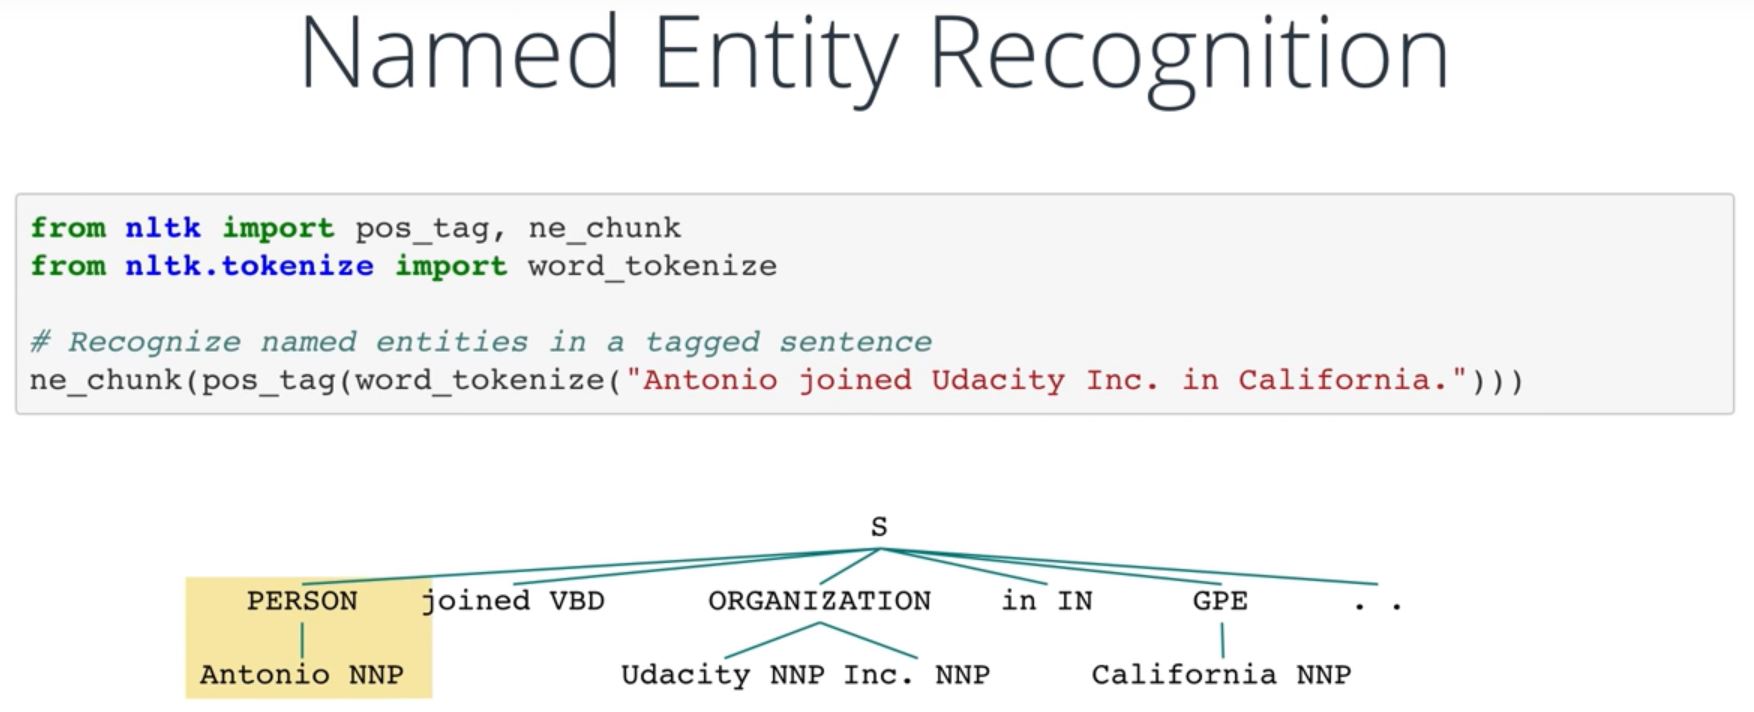 Named Entity Recognition
from nltk import pos_tag, ne_chunk
from nltk.tokenize import word_tokenize
# Recognize named entities in a tagged sentence
ne_chunk(pos_tag(word_tokenize("Antonio joined Udacity Inc. in California.")))
S
PERSON joined VBD ORGANIZATION in IN GPE . .
Antonio NNP Udacity NNP Inc. NNP California NNP